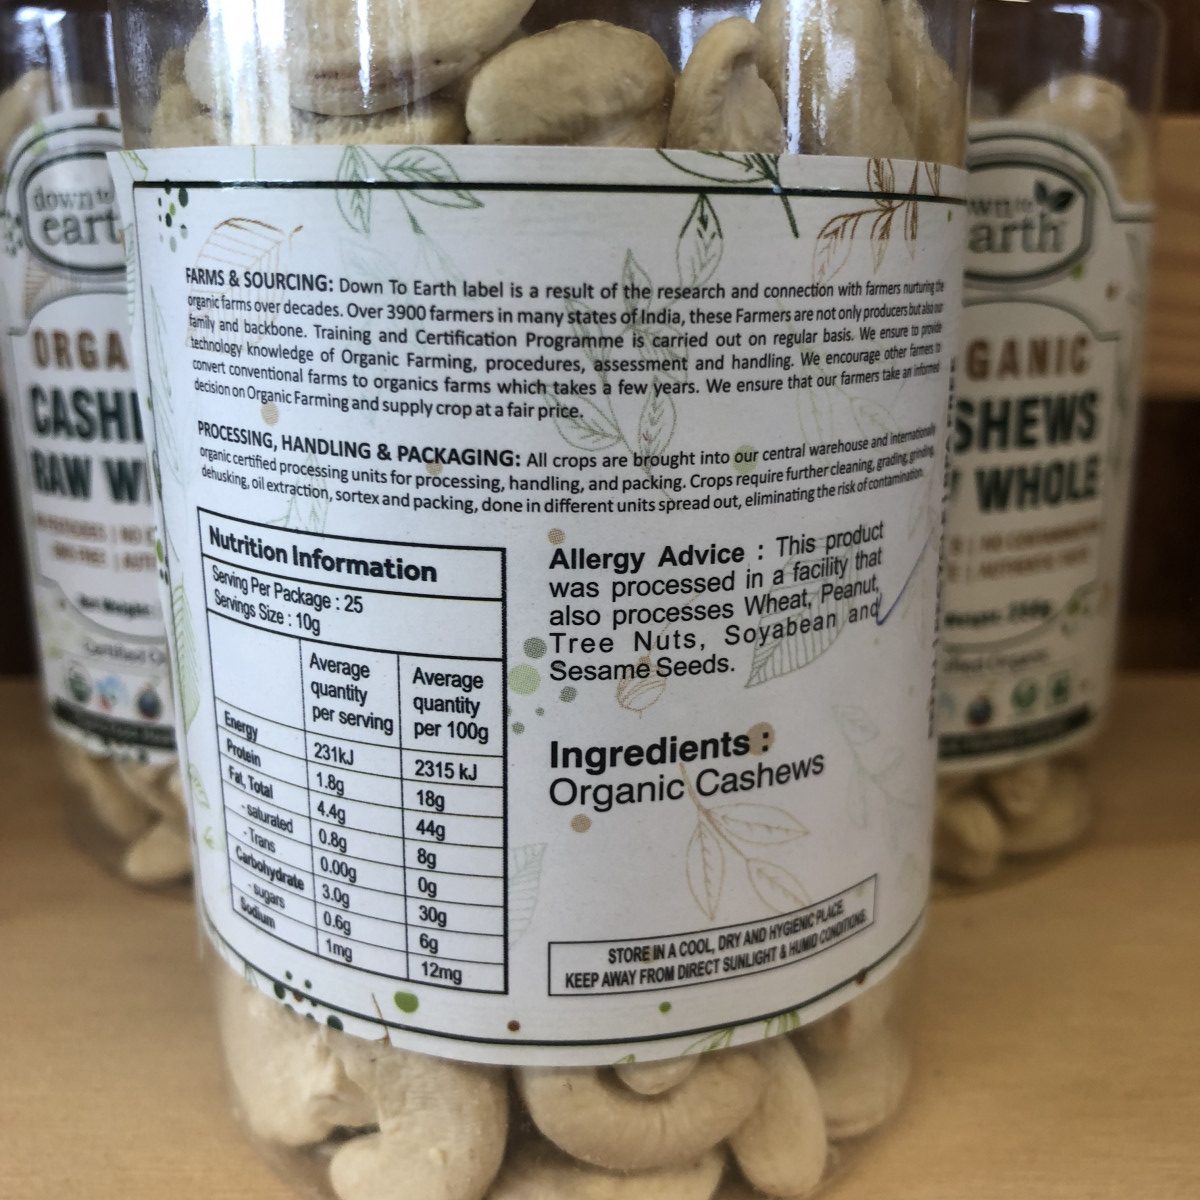 down to
earth
ORGA
CASH
RAW W
own to
arth
GANIC
SHEWS
WHOLE
FARMS & SOURCING: Down To Earth label is a result of the research and connection with farmers nurturing the
organic farms over decades. Over 3900 farmers in many states of India, these Farmers are not only producers but also our
family and backbone. Training and Certification Programme is carried out on regular basis. We ensure to provide
technology knowledge of Organic Farming, procedures, assessment and handling. We encourage other farmers to
convert conventional farms to organics farms which takes a few years. We ensure that our farmers take an informed
decision on Organic Farming and supply crop at a fair price.
PROCESSING, HANDLING & PACKAGING: All crops are brought into our central warehouse and internationally
organic certified processing units for processing, handling, and packing. Crops require further cleaning, grading, grinding,
dehusking, oil extraction, sortex and packing, done in different units spread out, eliminating the risk of contamination.
Nutrition Information
Serving Per Package : 25
Servings Size : 10g
Average quantity per serving Average quantity per 100g
Energy 231kJ 2315 kJ
Protein 1.8g 18g
Fat, Total 4.4g 44g
- saturated 0.8g 8g
- Trans 0.00g 0g
Carbohydrate 3.0g 30g
- sugars 0.6g 6g
Sodium 1mg 12mg
Allergy Advice : This product
was processed in a facility that
also processes Wheat, Peanut,
Tree Nuts, Soyabean and
Sesame Seeds.
Ingredients :
Organic Cashews
STORE IN A COOL, DRY AND HYGIENIC PLACE
KEEP AWAY FROM DIRECT SUNLIGHT & HUMID CONDITIONS.